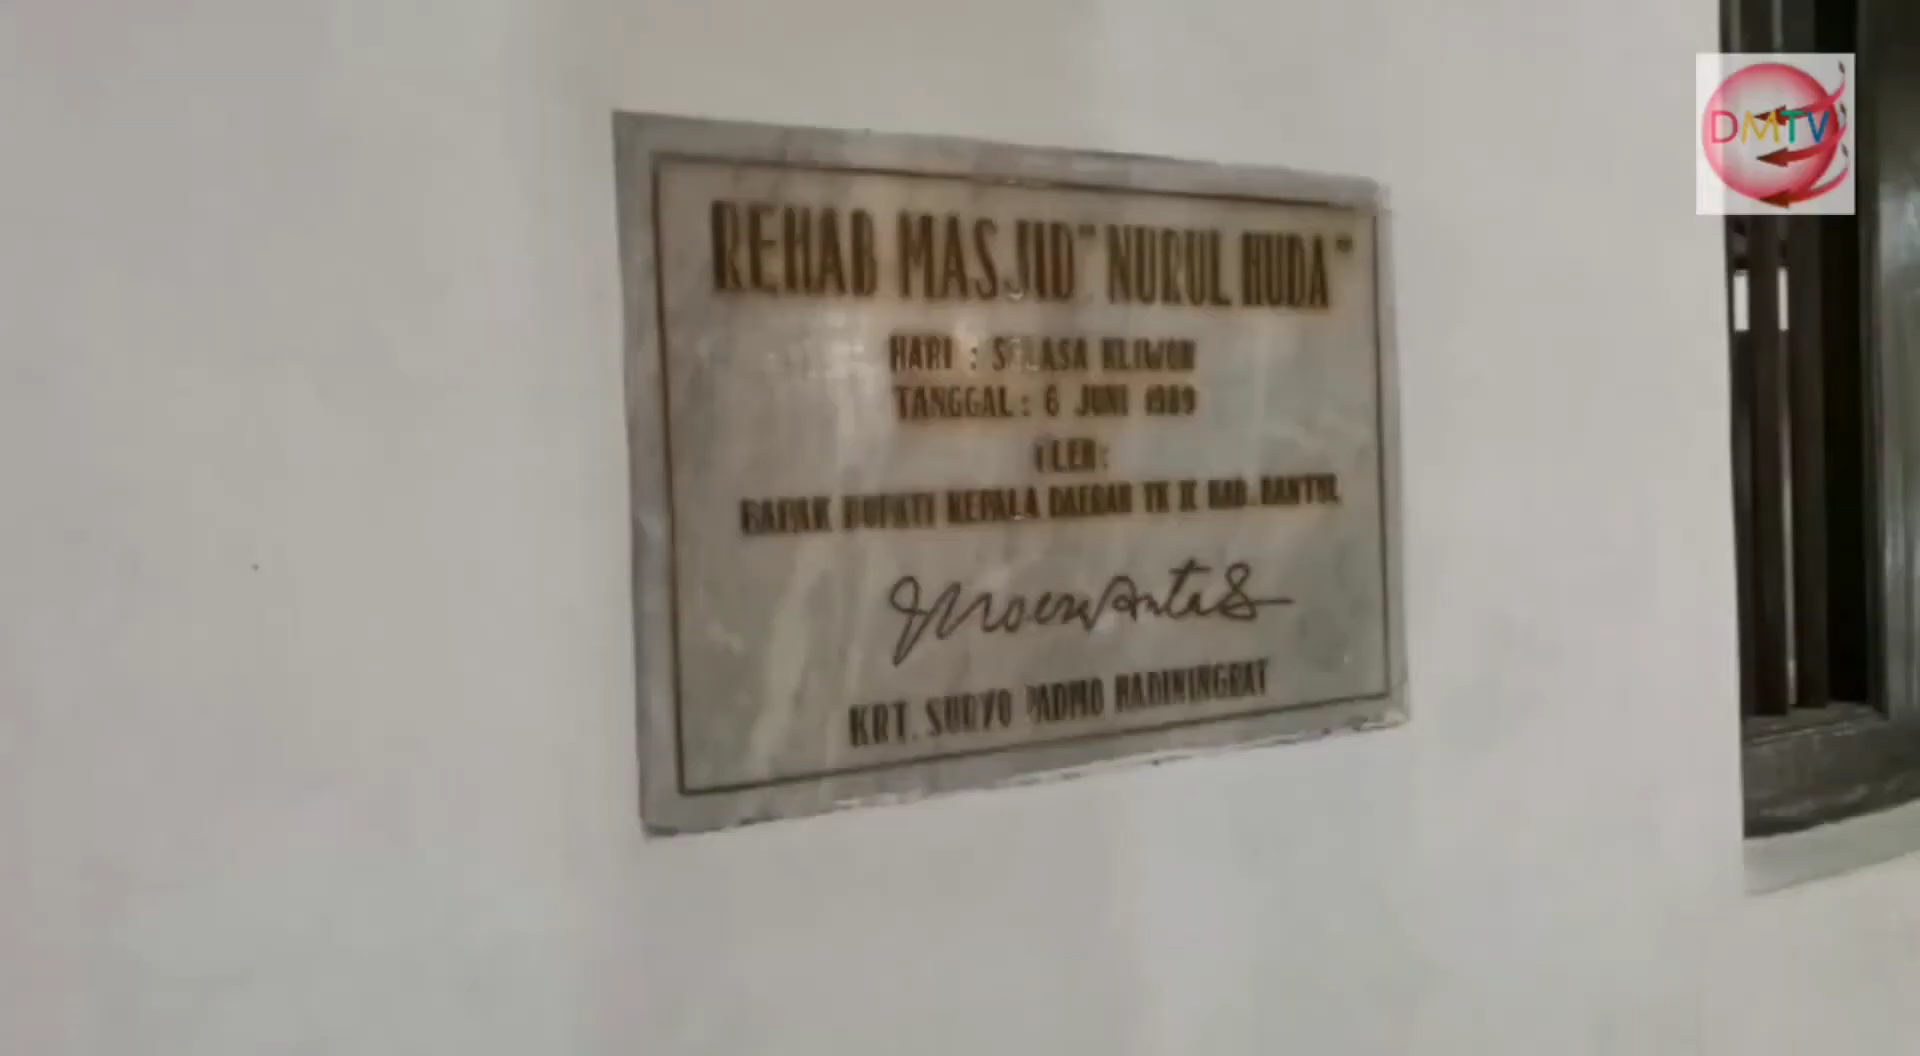 DMTV
REHAB MASJID "NURUL HUDA"
HARI : SELASA KLIWON
TANGGAL : 6 JUNI 1989
OLEH :
BAPAK BUPATI KEPALA DAERAH TK II KAB. BANTUL
KRT. SURYO PADMO HADININGRAT